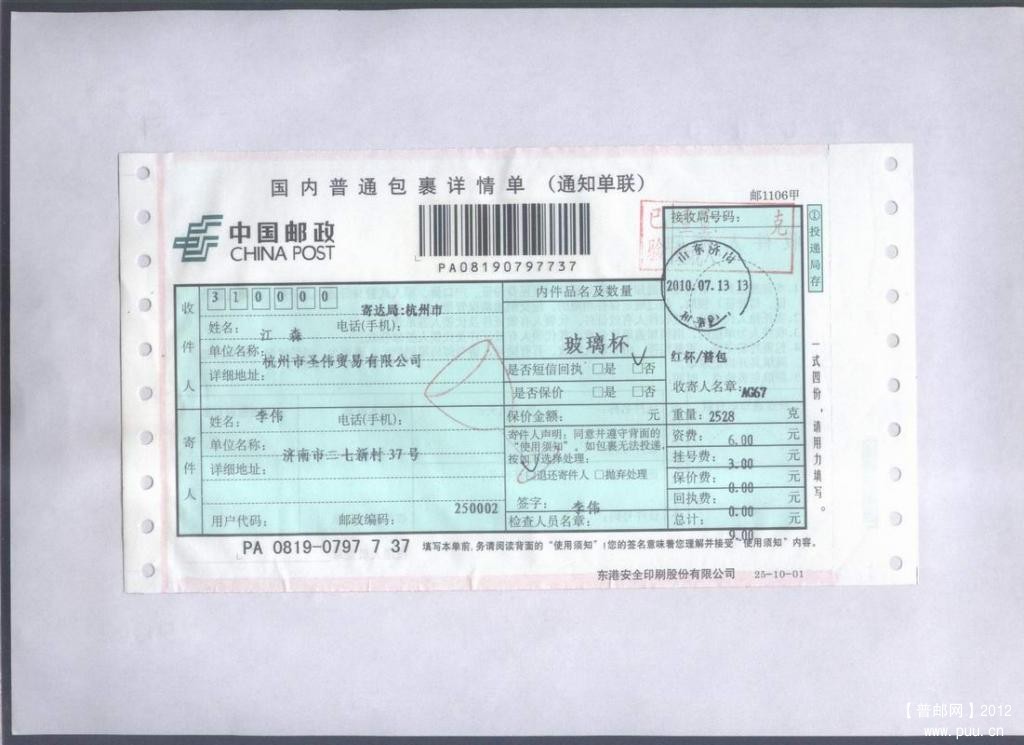 国内普通包裹详情单（通知单联）
邮1106甲
中国邮政
CHINA POST
PA08190797737
接收局号码：
克
①投递局存
山东济南
2010.07.13 13
收件人
310000
寄达局:杭州市
姓名：江 森 电话(手机)：
单位名称：杭州市圣伟贸易有限公司
详细地址：
内件品名及数量
玻璃杯
是否短信回执 □是 □否
是否保价 □是 □否
红杯/普包
收寄人名章：AG67
寄件人
姓名：李伟 电话(手机)：
单位名称：
济南市二七新村37号
详细地址：
250002
用户代码： 邮政编码：
保价金额： 元
寄件人声明：同意并遵守背面的
“使用须知”。如包裹无法投递，
按如下选择处理：
□退还寄件人 □抛弃处理
签字：李伟
检查人员名章：
重量：2528 克
资费：6.00 元
挂号费：3.00 元
保价费：0.00 元
回执费：0.00 元
总计：9.00 元
一式四份，请用力填写。
PA 0819-0797 7 37 填写本单前,务请阅读背面的“使用须知”!您的签名意味着您理解并接受“使用须知”内容。
东港安全印刷股份有限公司 25-10-01
【普邮网】2012
www.puu.cn